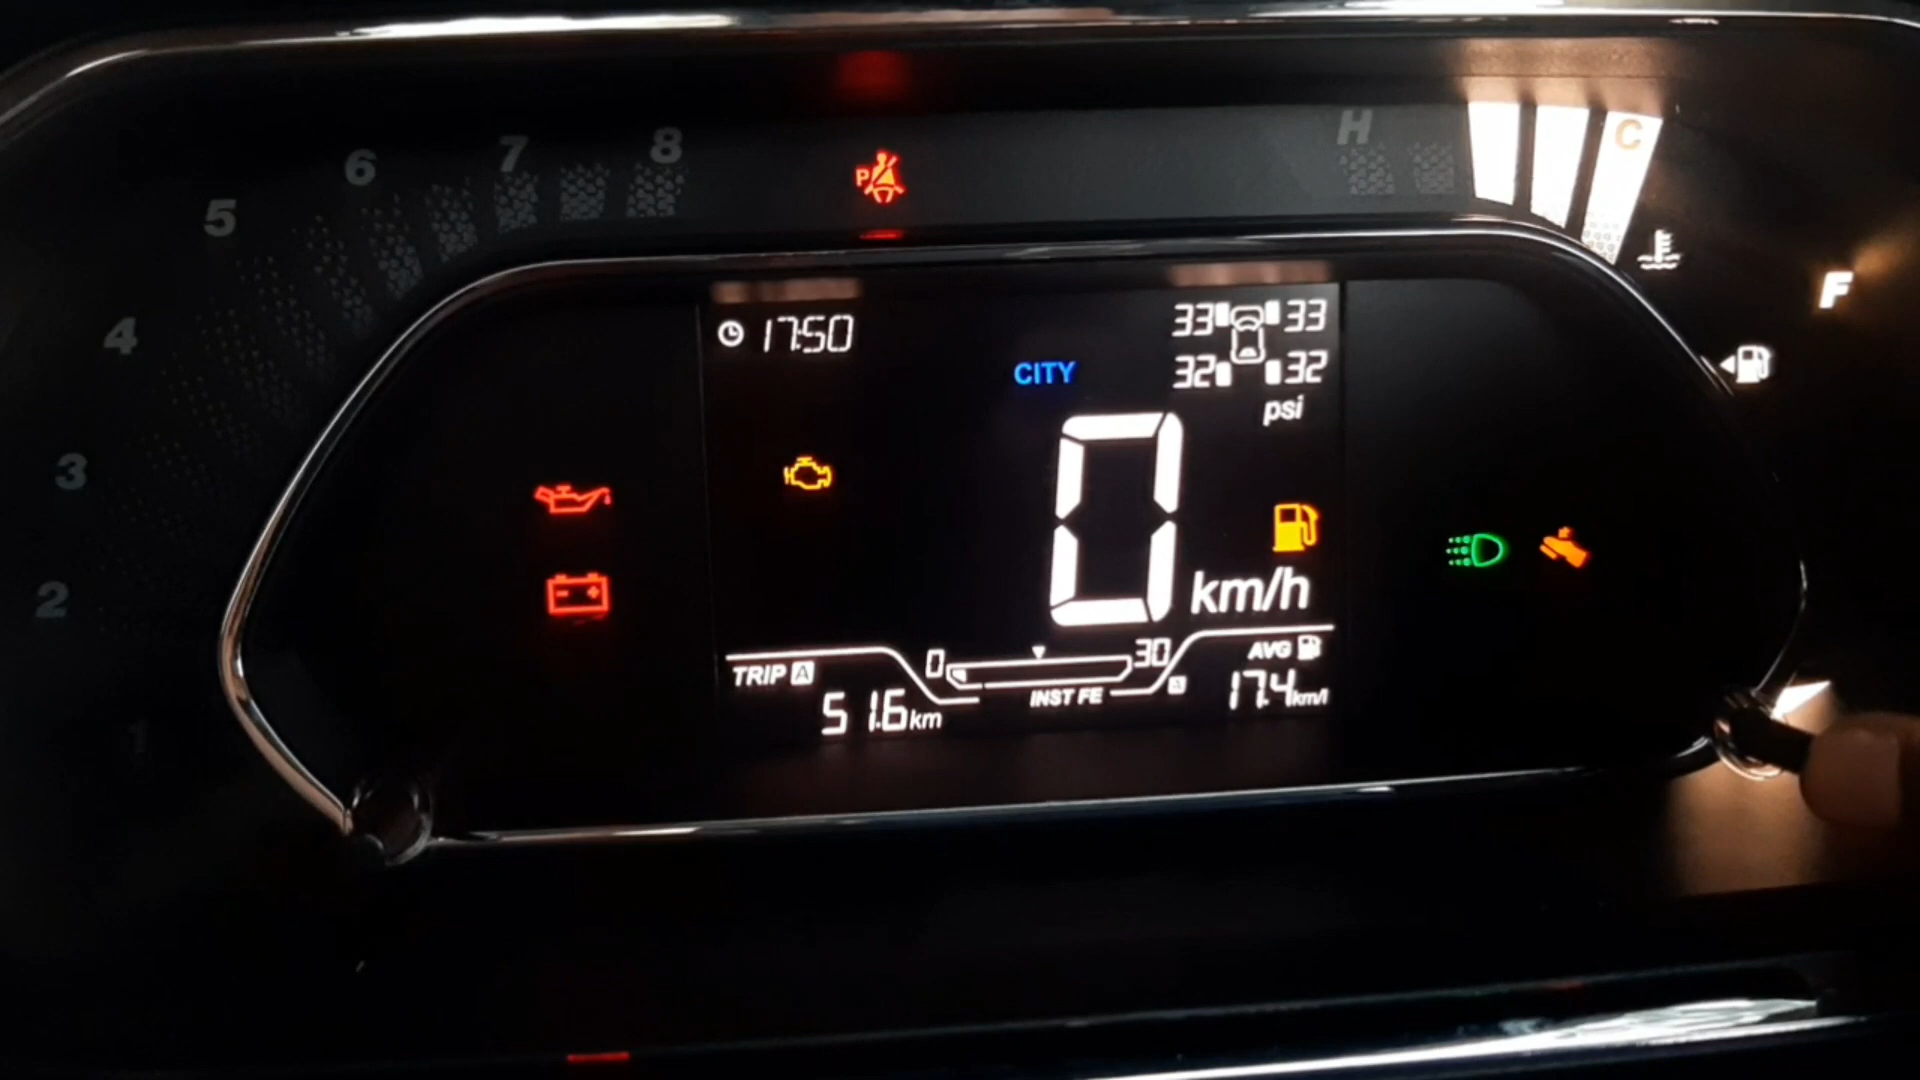 6 7 8
5
4
3
2
1
P
H C
F
17:50
33 33
32 32
psi
CITY
0
km/h
0 30
TRIP A
51.6 km
INST FE
AVG
17.4 km/l